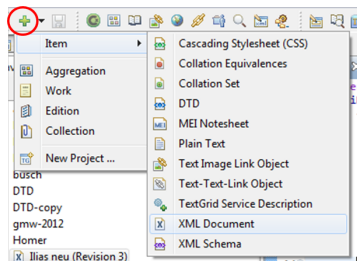 Item
Aggregation
Work
Edition
Collection
New Project ...
Cascading Stylesheet (CSS)
Collation Equivalences
Collation Set
DTD
MEI Notesheet
Plain Text
Text Image Link Object
Text-Text-Link Object
TextGrid Service Description
XML Document
XML Schema
busch
DTD
DTD-copy
gmw-2012
Homer
Ilias neu (Revision 3)